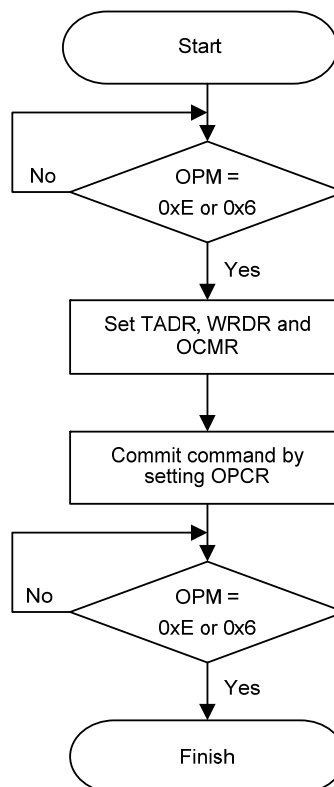 Start
OPM =
0xE or 0x6
No
Yes
Set TADR, WRDR and
OCMR
Commit command by
setting OPCR
OPM =
0xE or 0x6
No
Yes
Finish